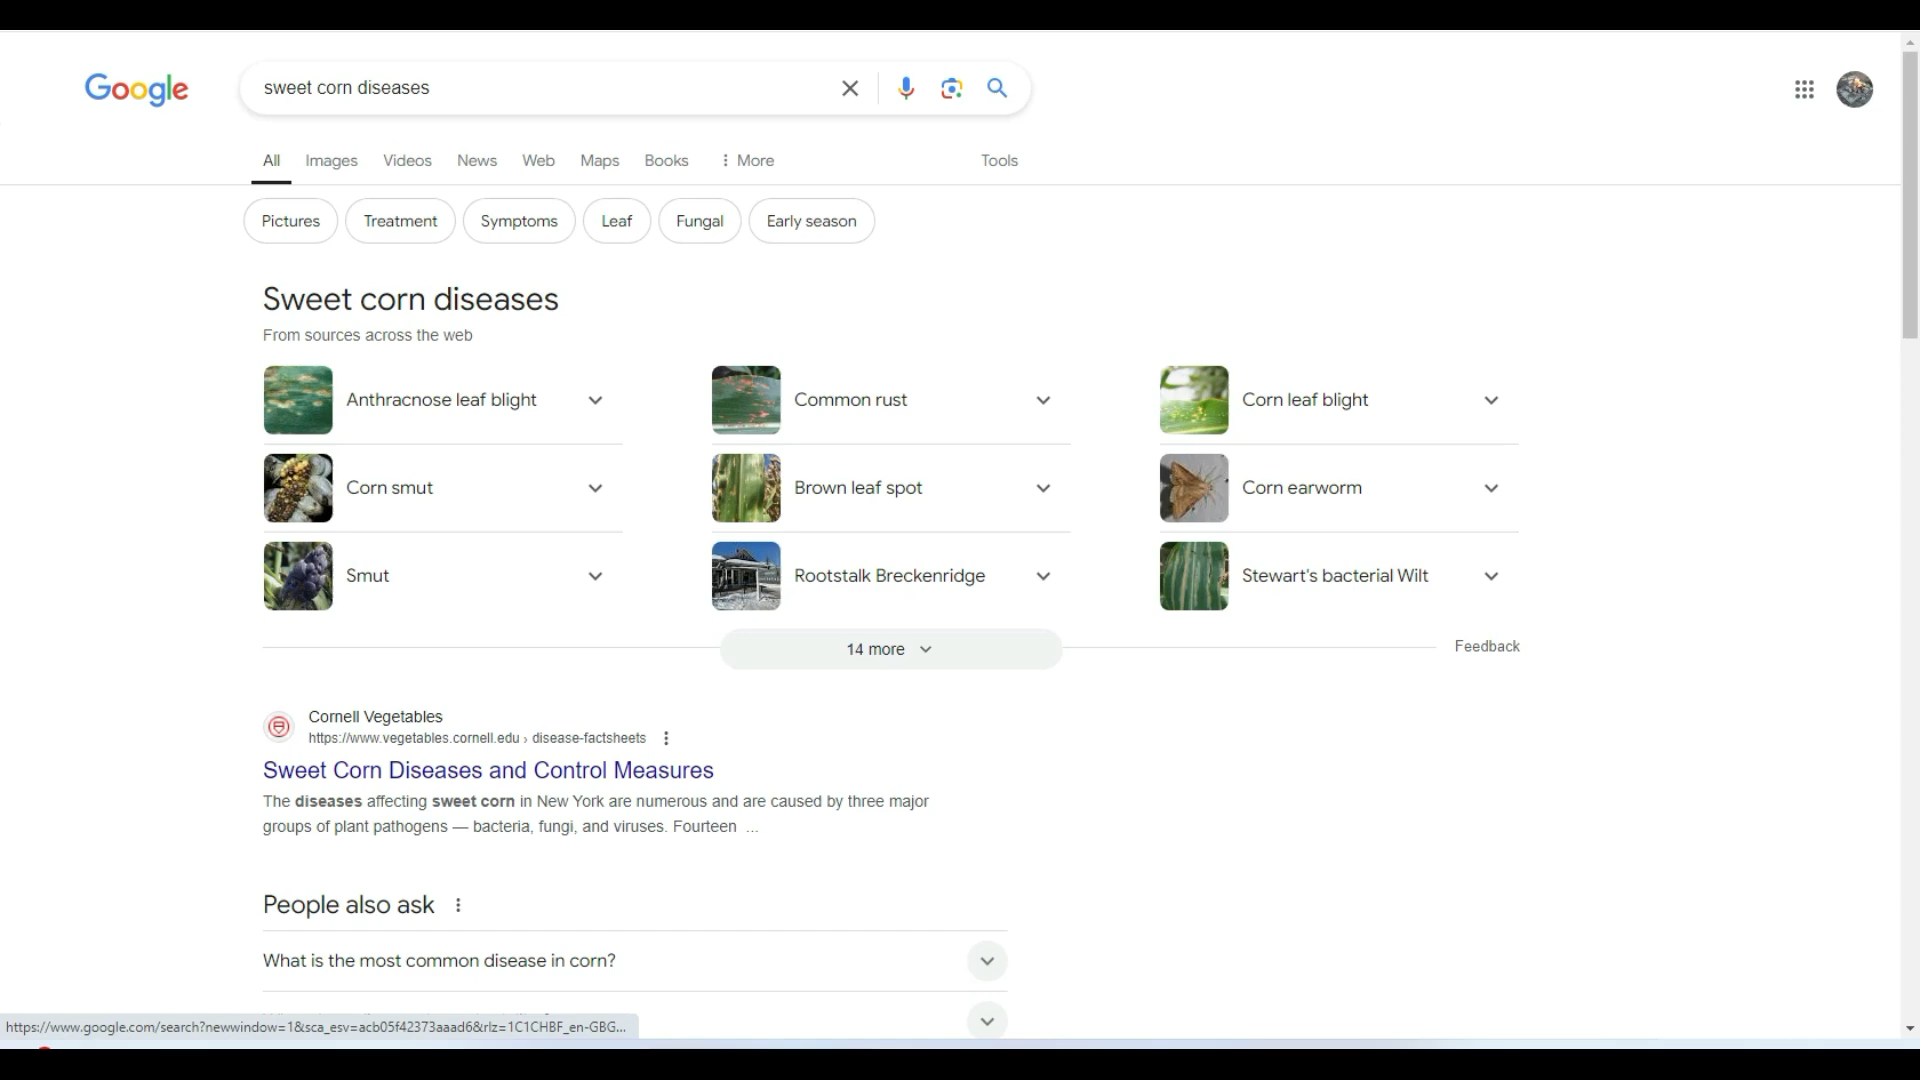 Google
sweet corn diseases
All Images Videos News Web Maps Books More Tools
Pictures Treatment Symptoms Leaf Fungal Early season
Sweet corn diseases
From sources across the web
Anthracnose leaf blight Common rust Corn leaf blight
Corn smut Brown leaf spot Corn earworm
Smut Rootstalk Breckenridge Stewart's bacterial Wilt
14 more
Feedback
Cornell Vegetables
https://www.vegetables.cornell.edu › disease-factsheets
Sweet Corn Diseases and Control Measures
The diseases affecting sweet corn in New York are numerous and are caused by three major
groups of plant pathogens — bacteria, fungi, and viruses. Fourteen ...
People also ask
What is the most common disease in corn?
https://www.google.com/search?newwindow=1&sca_esv=acb05f42373aaad6&rlz=1C1CHBF_en-GBG...